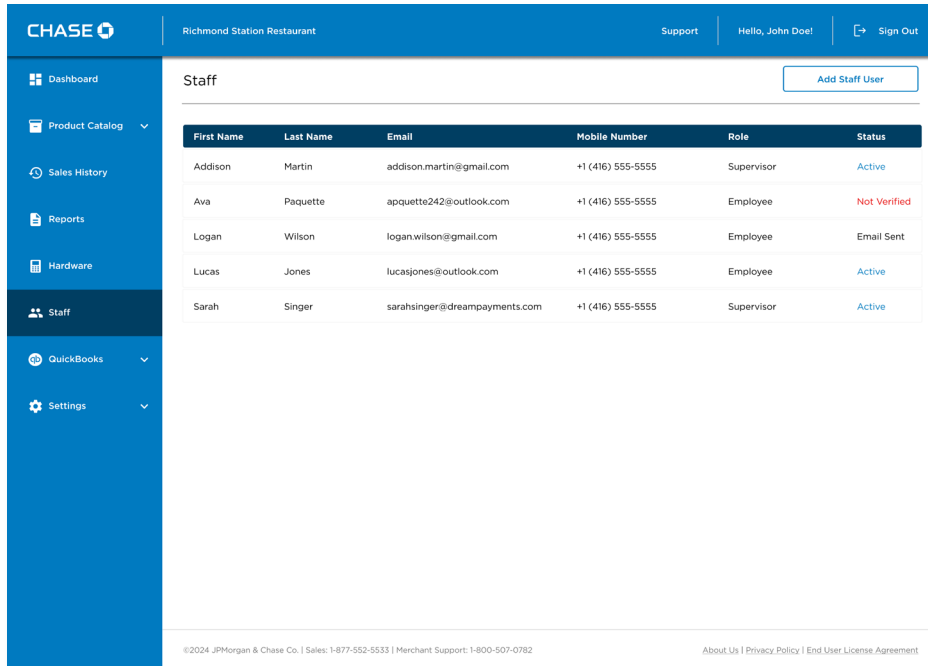 CHASE
Richmond Station Restaurant
Support
Hello, John Doe!
Sign Out
Dashboard
Product Catalog
Sales History
Reports
Hardware
Staff
qb QuickBooks
Settings
Staff
Add Staff User
First Name Last Name Email Mobile Number Role Status
Addison Martin addison.martin@gmail.com +1 (416) 555-5555 Supervisor Active
Ava Paquette apquette242@outlook.com +1 (416) 555-5555 Employee Not Verified
Logan Wilson logan.wilson@gmail.com +1 (416) 555-5555 Employee Email Sent
Lucas Jones lucasjones@outlook.com +1 (416) 555-5555 Employee Active
Sarah Singer sarahsinger@dreampayments.com +1 (416) 555-5555 Supervisor Active
©2024 JPMorgan & Chase Co. | Sales: 1-877-552-5533 | Merchant Support: 1-800-507-0782
About Us | Privacy Policy | End User License Agreement